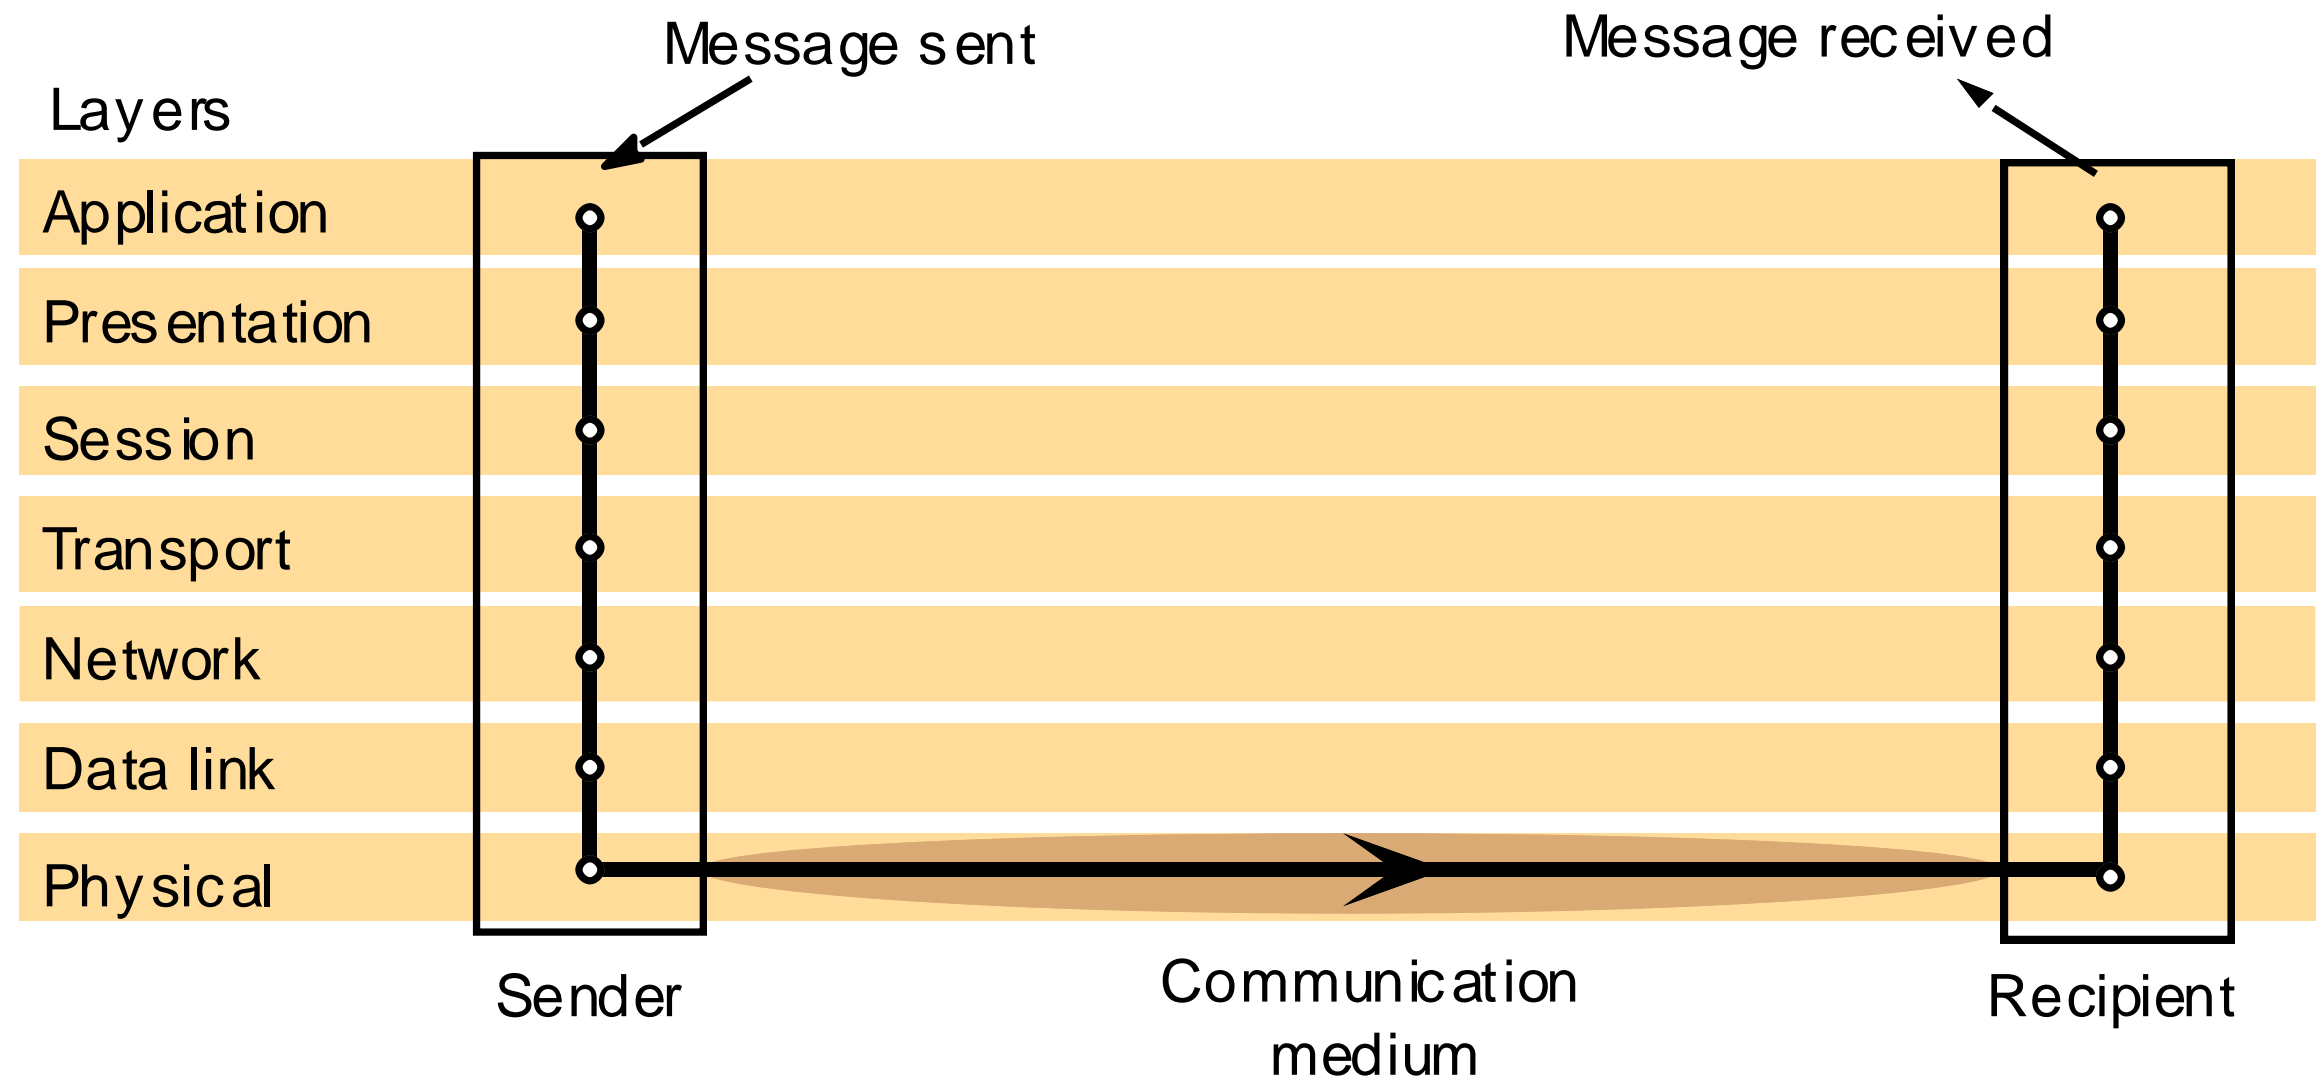 Message sent
Message received
Layers
Application
Presentation
Session
Transport
Network
Data link
Physical
Sender
Communication
medium
Recipient